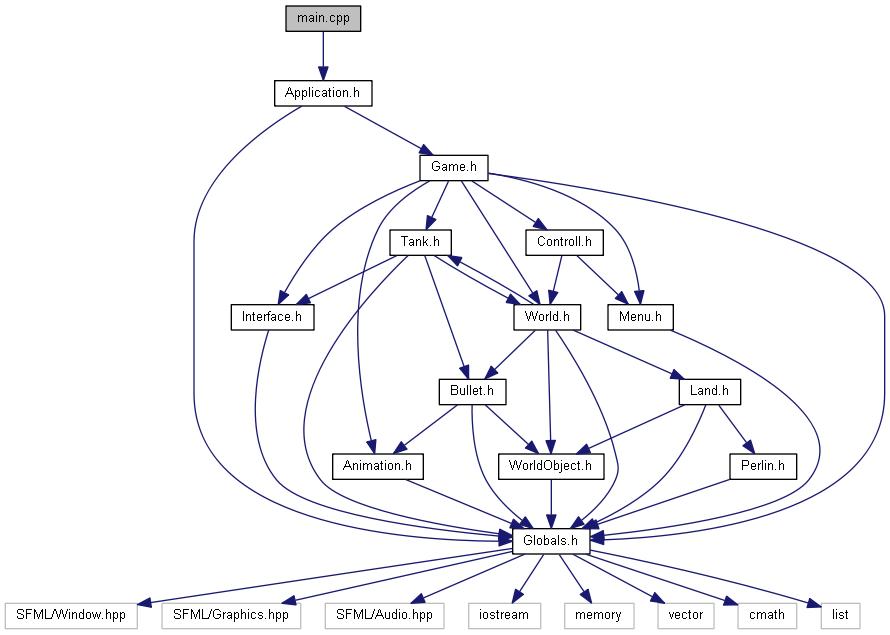 main.cpp
Application.h
Game.h
Tank.h
Controll.h
Interface.h
World.h
Menu.h
Bullet.h
Land.h
Animation.h
WorldObject.h
Perlin.h
Globals.h
SFML/Window.hpp
SFML/Graphics.hpp
SFML/Audio.hpp
iostream
memory
vector
cmath
list